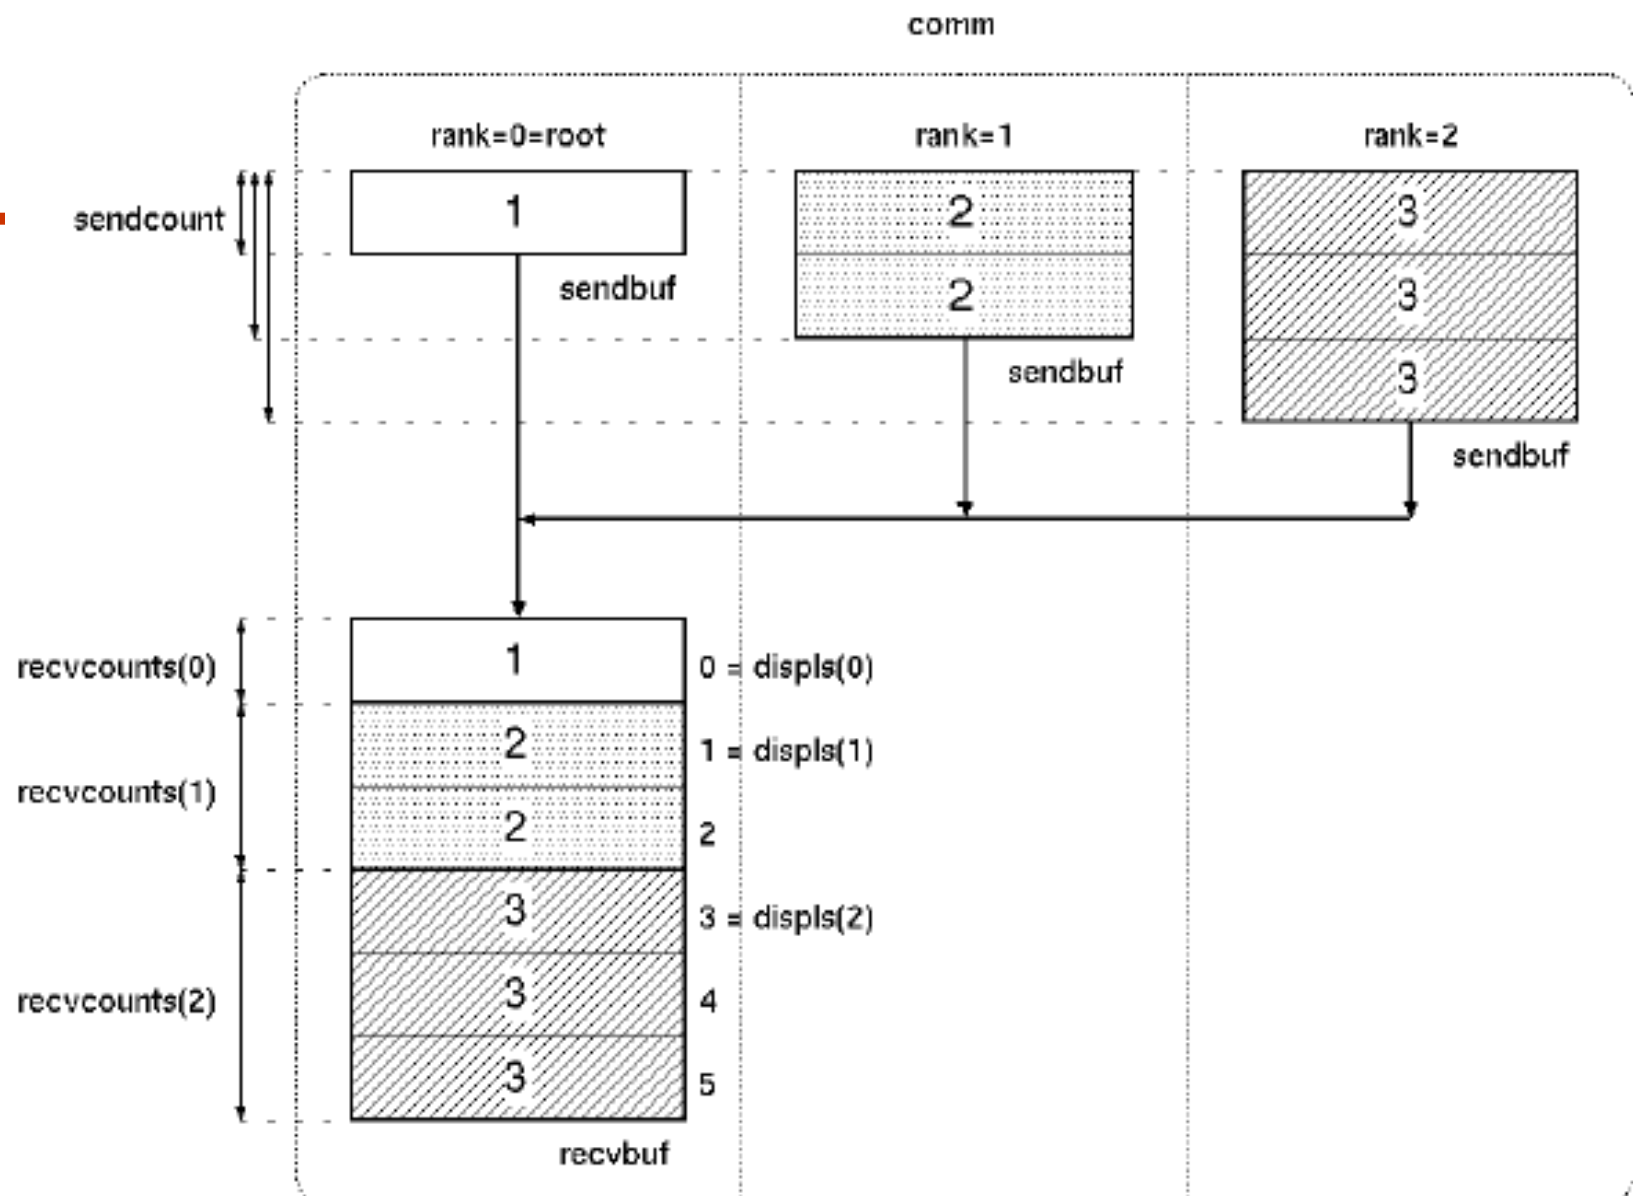 comm
rank=0=root
rank=1
rank=2
sendcount
1
2
3
sendbuf
2
3
sendbuf
3
sendbuf
recvcounts(0)
1
0 = displs(0)
2
1 = displs(1)
recvcounts(1)
2
2
3
3 = displs(2)
recvcounts(2)
3
4
3
5
recvbuf